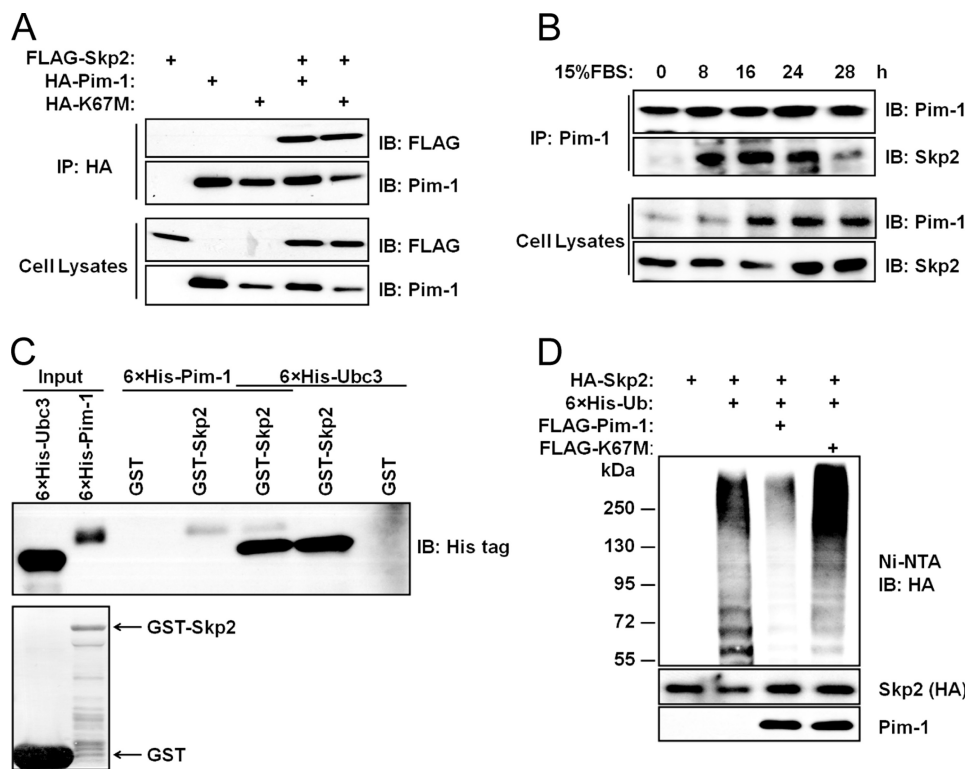 A
FLAG-Skp2: + + +
HA-Pim-1: + +
HA-K67M: + +
IP: HA
IB: FLAG
IB: Pim-1
Cell Lysates
IB: FLAG
IB: Pim-1
B
15%FBS: 0 8 16 24 28 h
IP: Pim-1
IB: Pim-1
IB: Skp2
Cell Lysates
IB: Pim-1
IB: Skp2
C
Input 6×His-Pim-1 6×His-Ubc3
6×His-Ubc3
6×His-Pim-1
GST
GST-Skp2
GST-Skp2
GST-Skp2
GST
IB: His tag
GST-Skp2
GST
D
HA-Skp2: + + + +
6×His-Ub: + + +
FLAG-Pim-1: +
FLAG-K67M: +
kDa
250
130
95
72
55
Ni-NTA
IB: HA
Skp2 (HA)
Pim-1